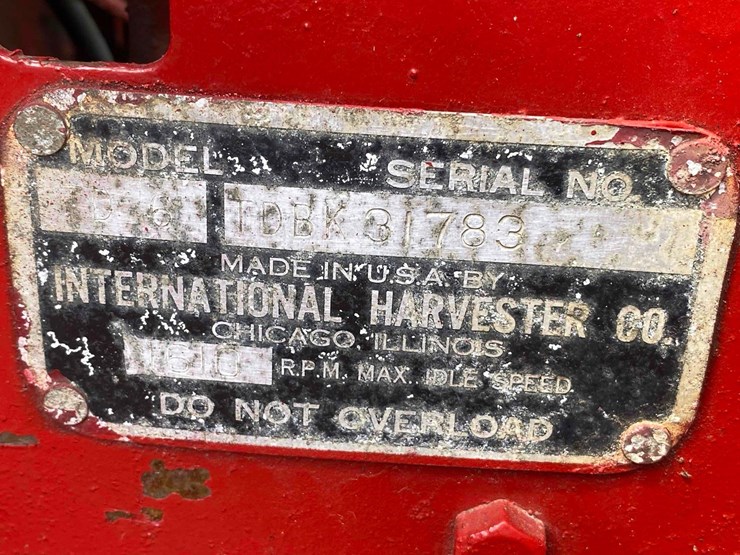 MODEL SERIAL NO.
TDBK 31783
MADE IN U.S.A. BY
INTERNATIONAL HARVESTER CO.
CHICAGO, ILLINOIS
R.P.M. MAX. IDLE SPEED
DO NOT OVERLOAD